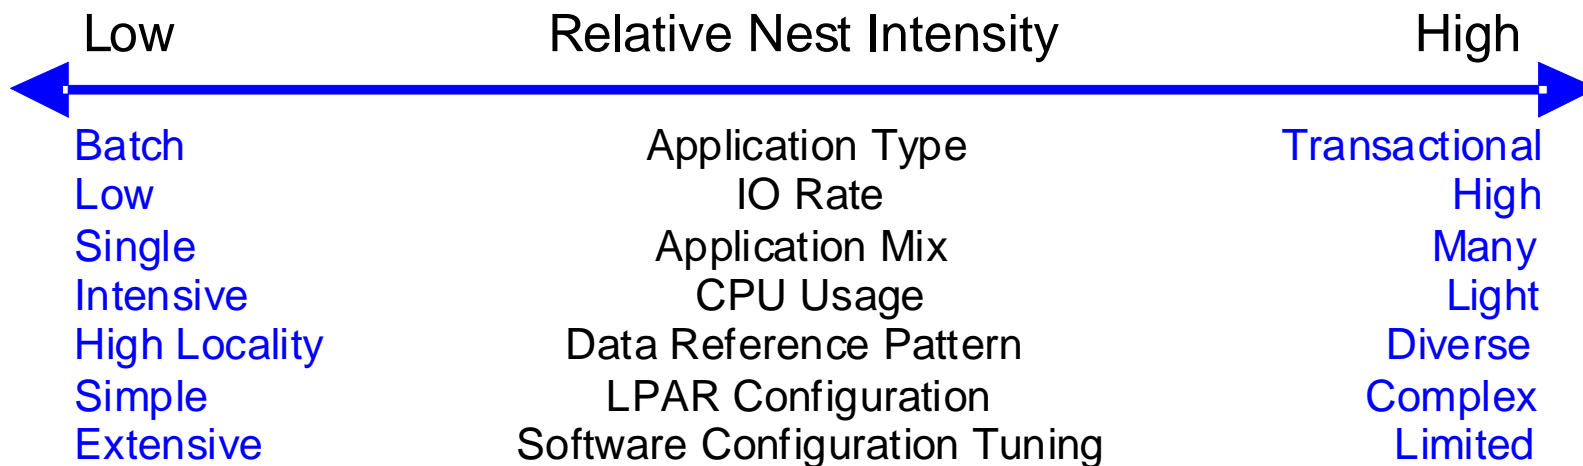 Low Relative Nest Intensity High
Batch Application Type Transactional
Low IO Rate High
Single Application Mix Many
Intensive CPU Usage Light
High Locality Data Reference Pattern Diverse
Simple LPAR Configuration Complex
Extensive Software Configuration Tuning Limited